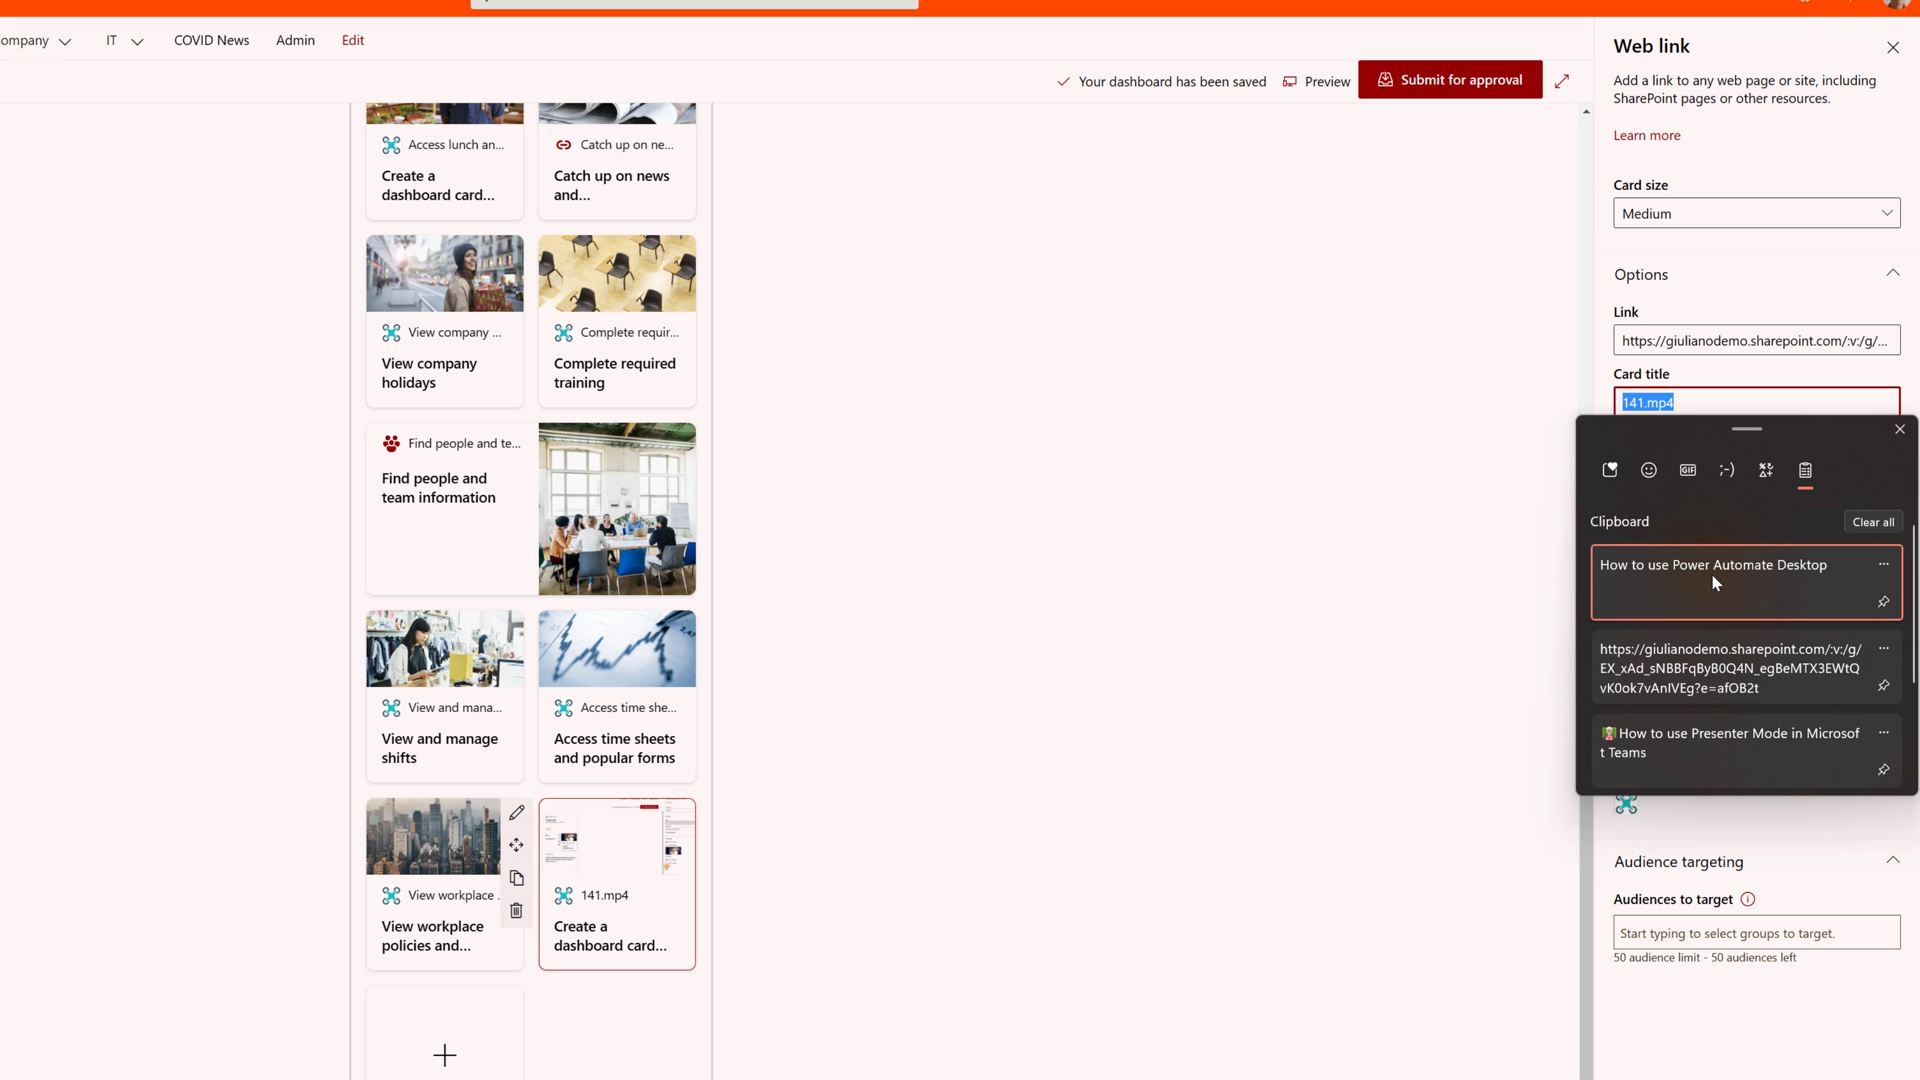 ompany
IT
COVID News
Admin
Edit
Your dashboard has been saved
Preview
Submit for approval
Access lunch an...
Create a
dashboard card...
Catch up on ne...
Catch up on news
and...
View company ...
View company
holidays
Complete requir...
Complete required
training
Find people and te...
Find people and
team information
View and mana...
View and manage
shifts
Access time she...
Access time sheets
and popular forms
View workplace .
View workplace
policies and...
141.mp4
Create a
dashboard card...
Web link
Add a link to any web page or site, including
SharePoint pages or other resources.
Learn more
Card size
Medium
Options
Link
https://giulianodemo.sharepoint.com/:v:/g/...
Card title
141.mp4
GIF
;-)
Clipboard
Clear all
How to use Power Automate Desktop
https://giulianodemo.sharepoint.com/:v:/g/
EX_xAd_sNBBFqByB0Q4N_egBeMTX3EWtQ
vK0ok7vAnIVEg?e=afOB2t
How to use Presenter Mode in Microsof
t Teams
Audience targeting
Audiences to target
Start typing to select groups to target.
50 audience limit - 50 audiences left